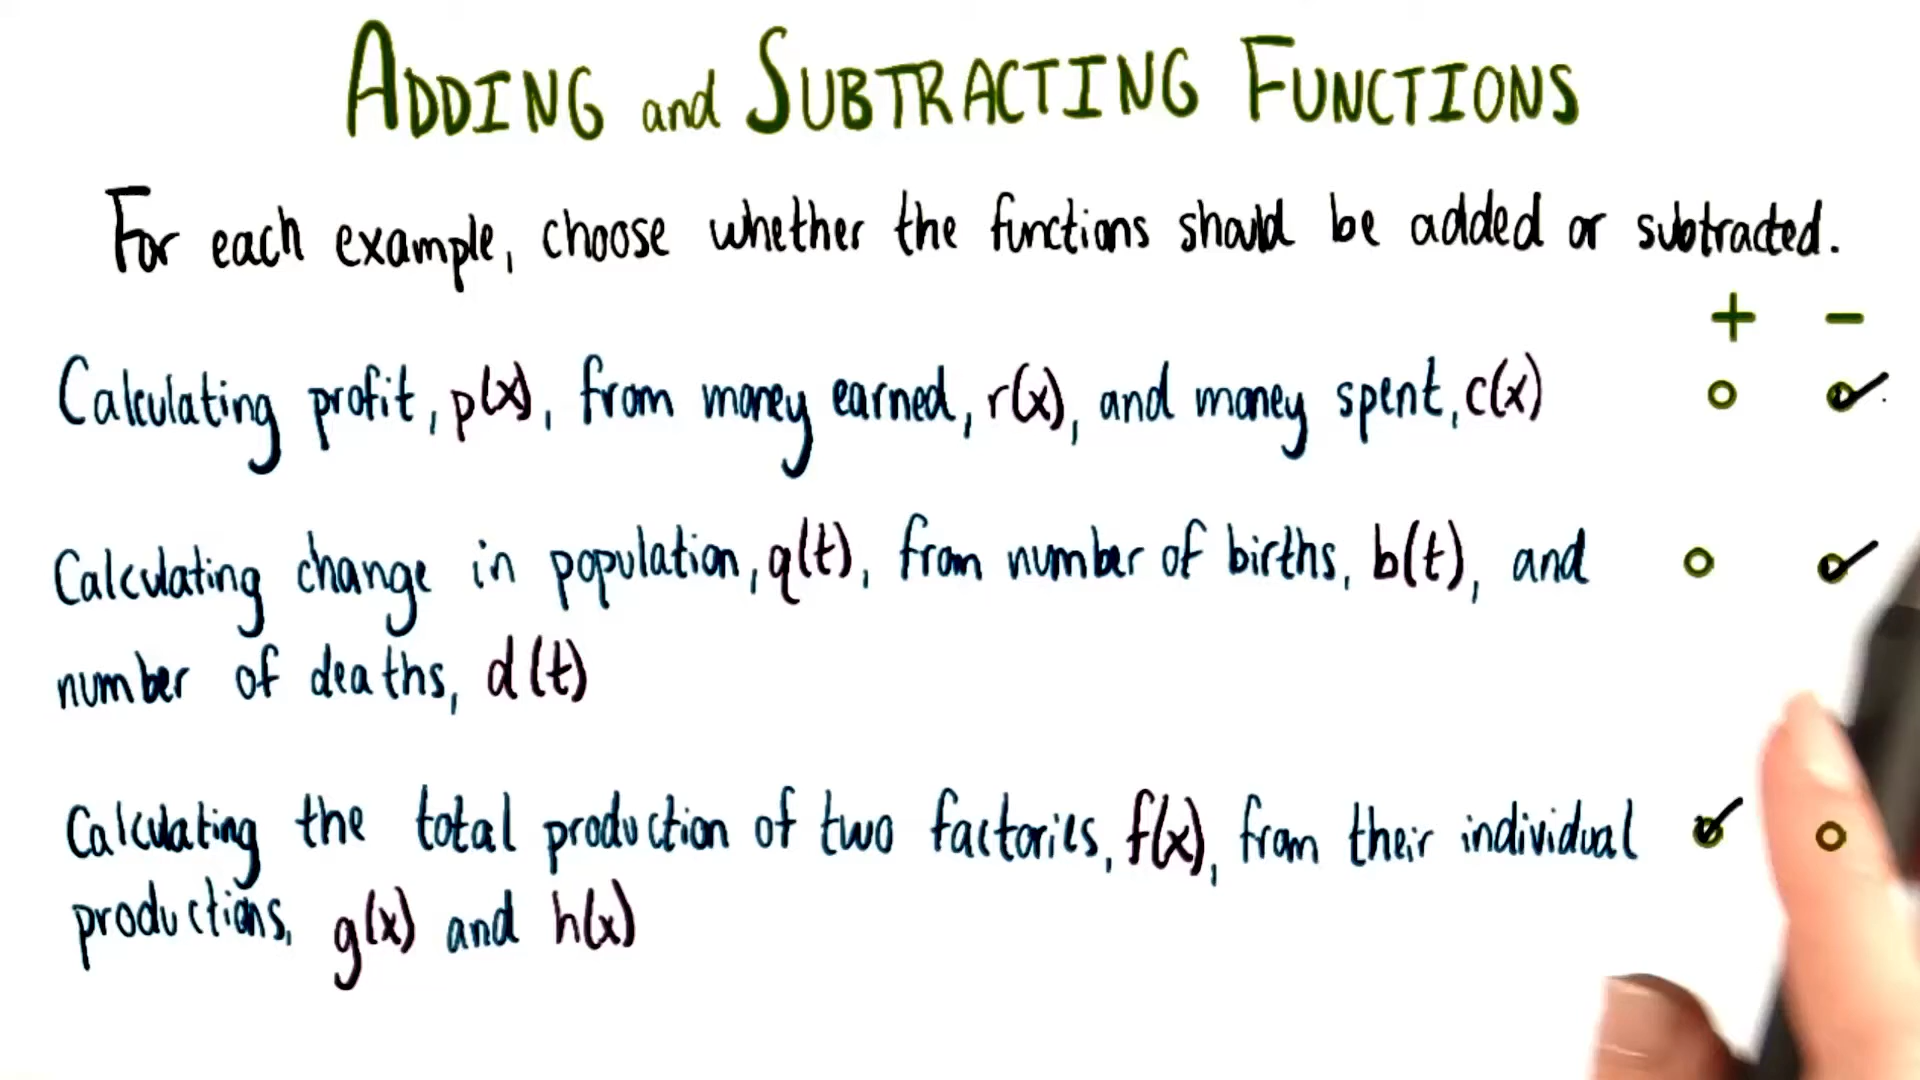 ADDING and SUBTRACTING FUNCTIONS
For each example, choose whether the functions should be added or subtracted.
+ −
Calculating profit, p(x), from money earned, r(x), and money spent, c(x)
Calculating change in population, q(t), from number of births, b(t), and
number of deaths, d(t)
Calculating the total production of two factories, f(x), from their individual
productions, g(x) and h(x)